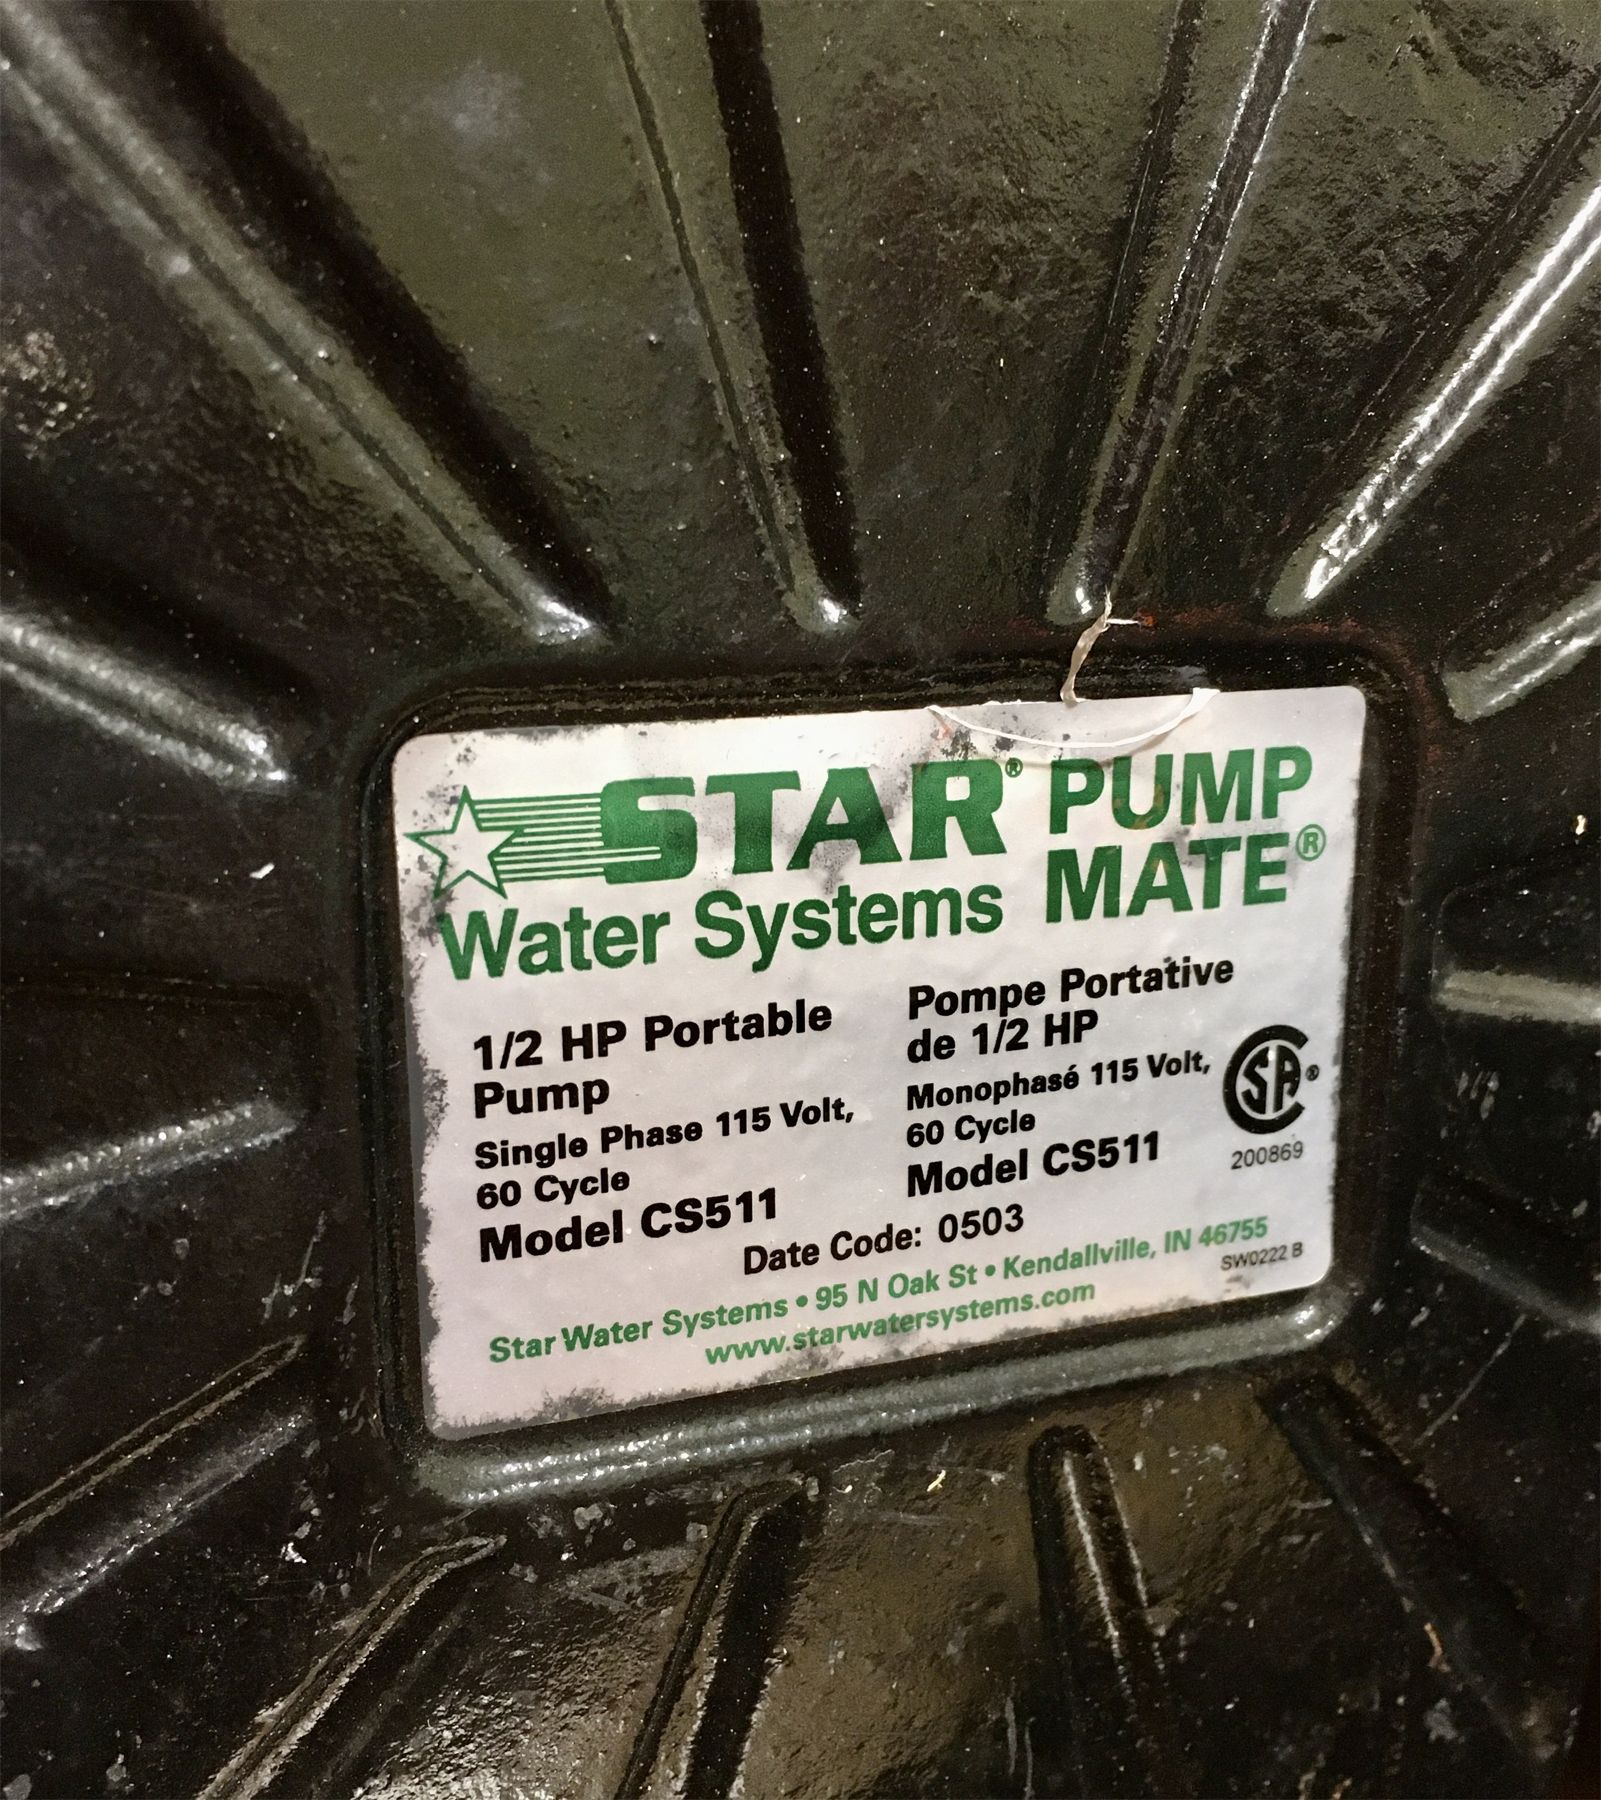 STAR® PUMP
Water Systems MATE®
1/2 HP Portable
Pump
Single Phase 115 Volt,
60 Cycle
Model CS511
Pompe Portative
de 1/2 HP
Monophasé 115 Volt,
60 Cycle
Model CS511
CSA®
200869
Date Code: 0503
Star Water Systems • 95 N Oak St • Kendallville, IN 46755
www.starwatersystems.com
SW0222 B